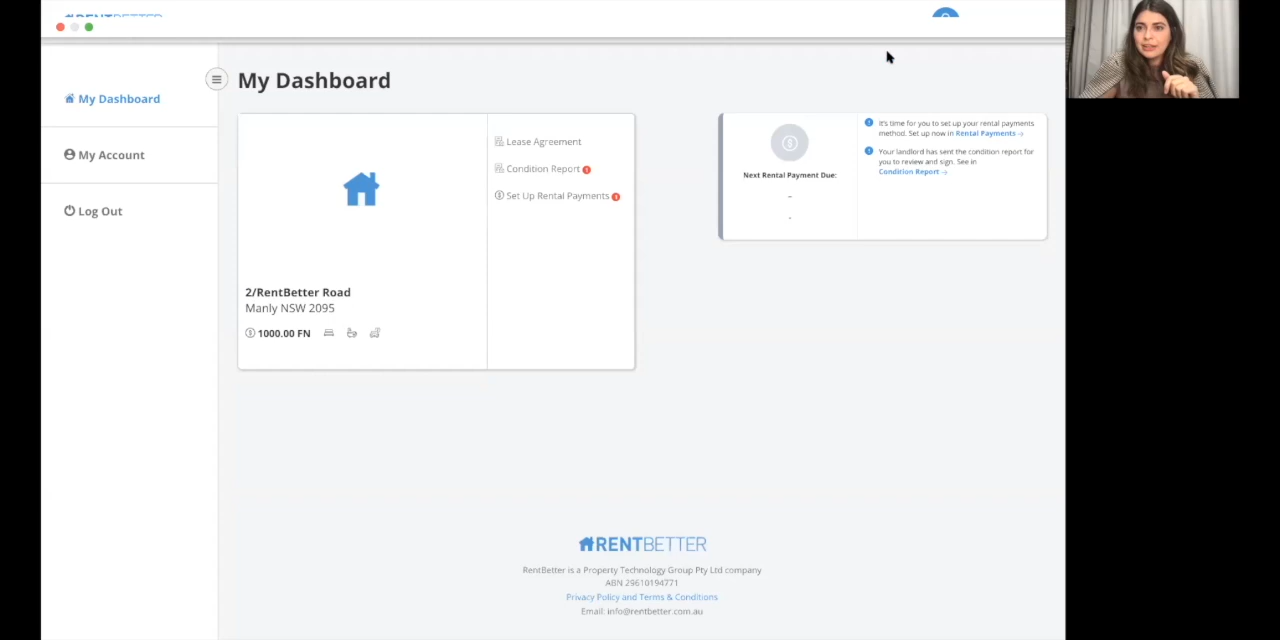 RENTBETTER
My Dashboard
My Account
Log Out
My Dashboard
2/RentBetter Road
Manly NSW 2095
1000.00 FN
Lease Agreement
Condition Report
Set Up Rental Payments
Next Rental Payment Due:
-
-
It's time for you to set up your rental payments
method. Set up now in Rental Payments →
Your landlord has sent the condition report for
you to review and sign. See in
Condition Report →
RENTBETTER
RentBetter is a Property Technology Group Pty Ltd company
ABN 29610194771
Privacy Policy and Terms & Conditions
Email: info@rentbetter.com.au